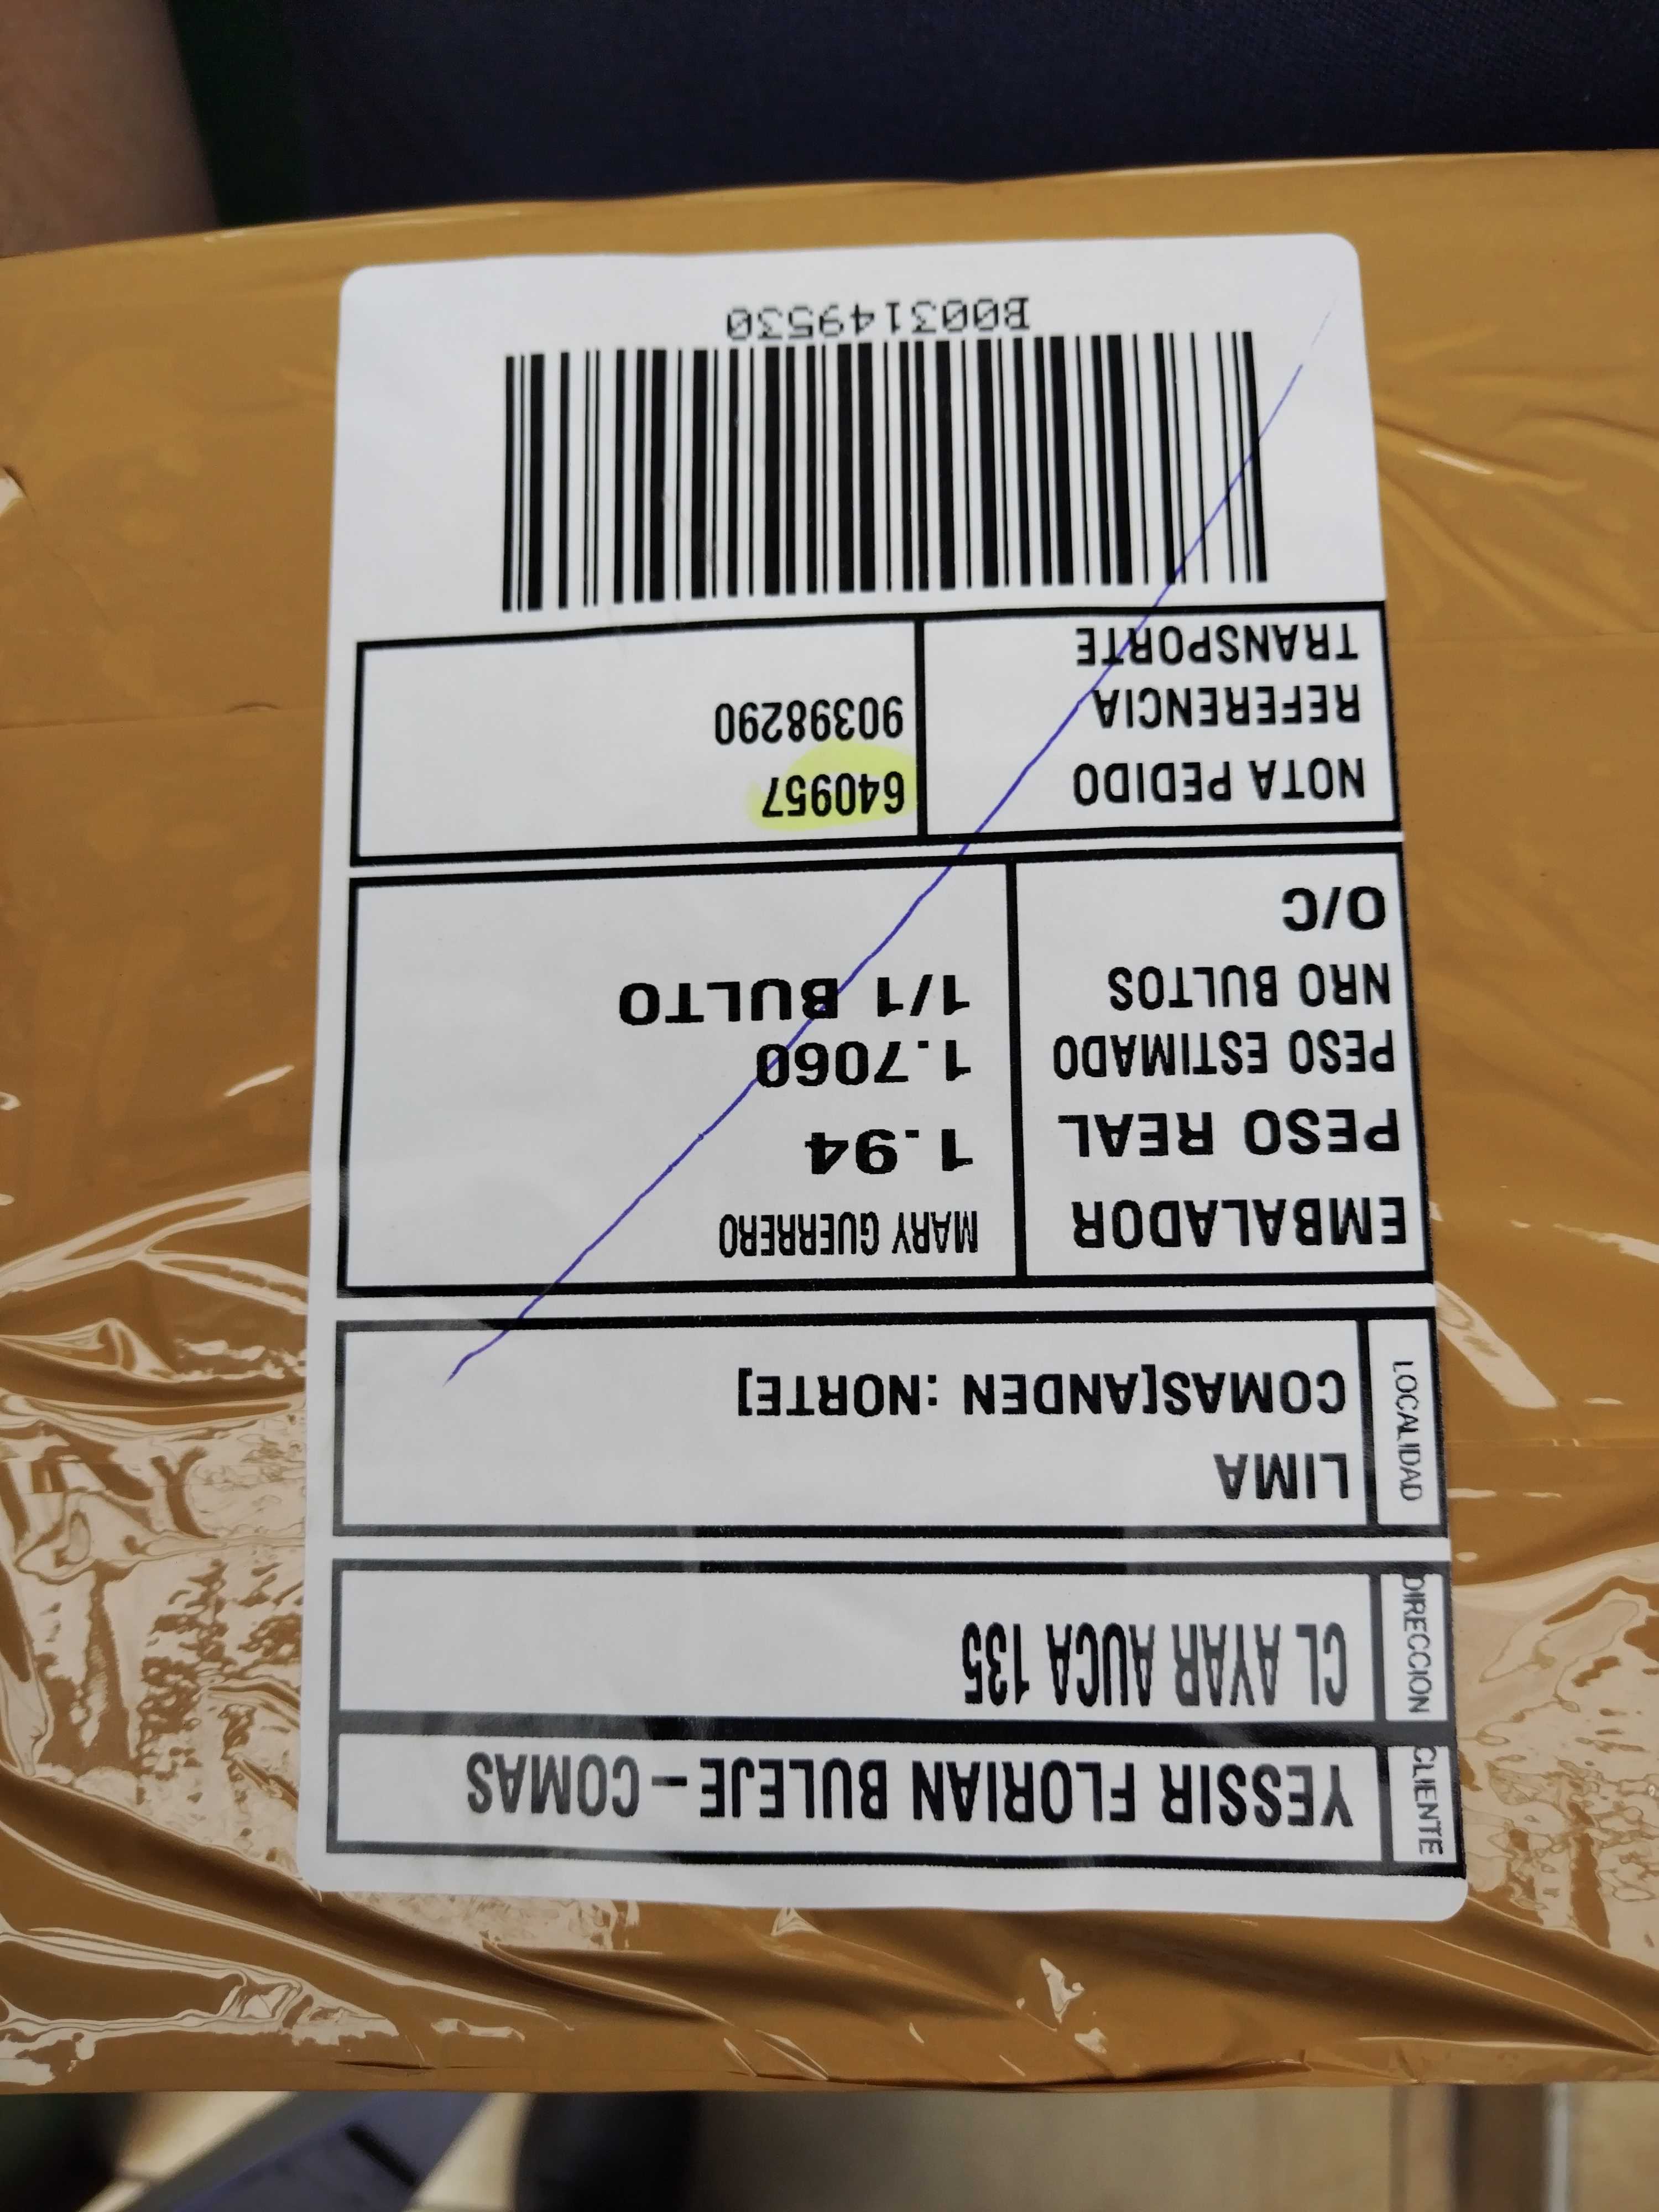 CLIENTE YESSIR FLORIAN BULEJE - COMAS
DIRECCION CL AYAR AUCA 135
LOCALIDAD LIMA
COMAS[ANDEN :NORTE]
EMBALADOR MARY GUERRERO
PESO REAL 1.94
PESO ESTIMADO 1.7060
NRO BULTOS 1/1 BULTO
O/C
NOTA PEDIDO 640957
REFERENCIA 90398290
TRANSPORTE
B003149530